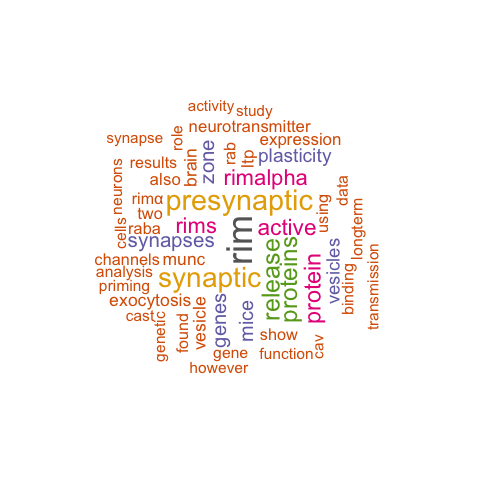 activity
study
neurotransmitter
synapse
role
expression
zone
rab
ltp
plasticity
results
brain
also
rimalpha
neurons
rimα
presynaptic
data
two
using
cells
raba
rims
active
longterm
synapses
rim
channels
munc
release
proteins
vesicles
binding
transmission
analysis
synaptic
protein
priming
exocytosis
cast
vesicle
genes
mice
genetic
found
show
cav
gene
function
however